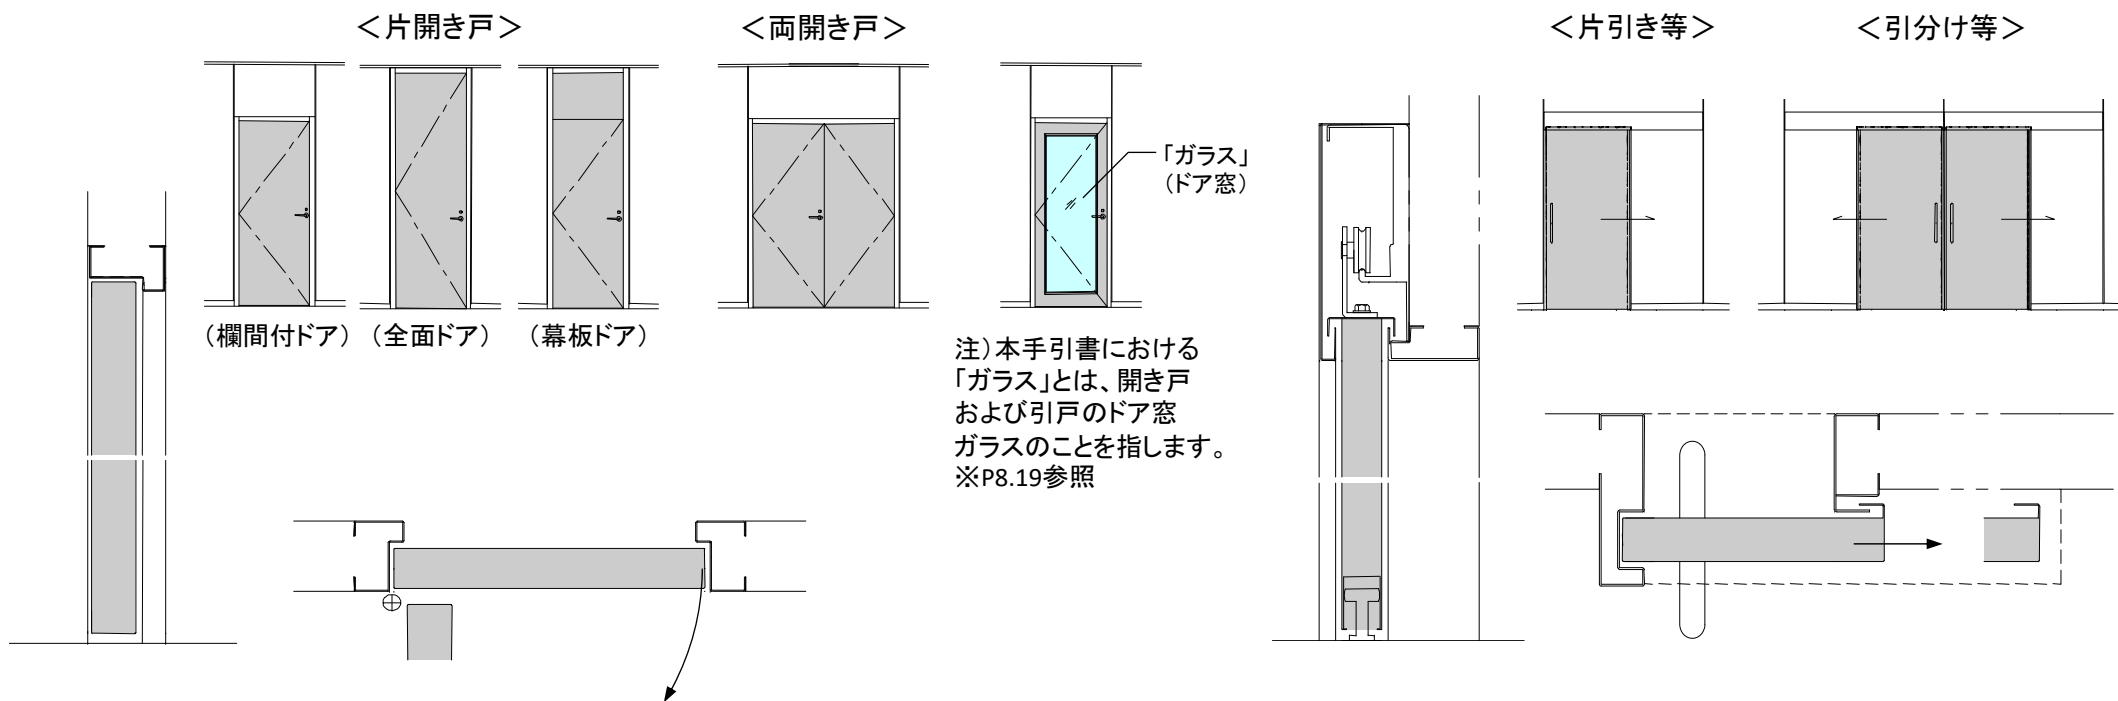 ＜片開き戸＞
＜両開き戸＞
＜片引き等＞
＜引分け等＞
「ガラス」
（ドア窓）
（欄間付ドア）
（全面ドア）
（幕板ドア）
注）本手引書における
「ガラス」とは、開き戸
および引戸のドア窓
ガラスのことを指します。
※P8.19参照